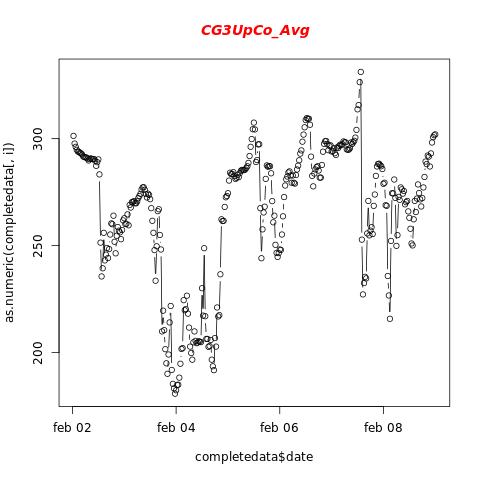 CG3UpCo_Avg
as.numeric(completedata[, i])
300
250
200
feb 02
feb 04
feb 06
feb 08
completedata$date